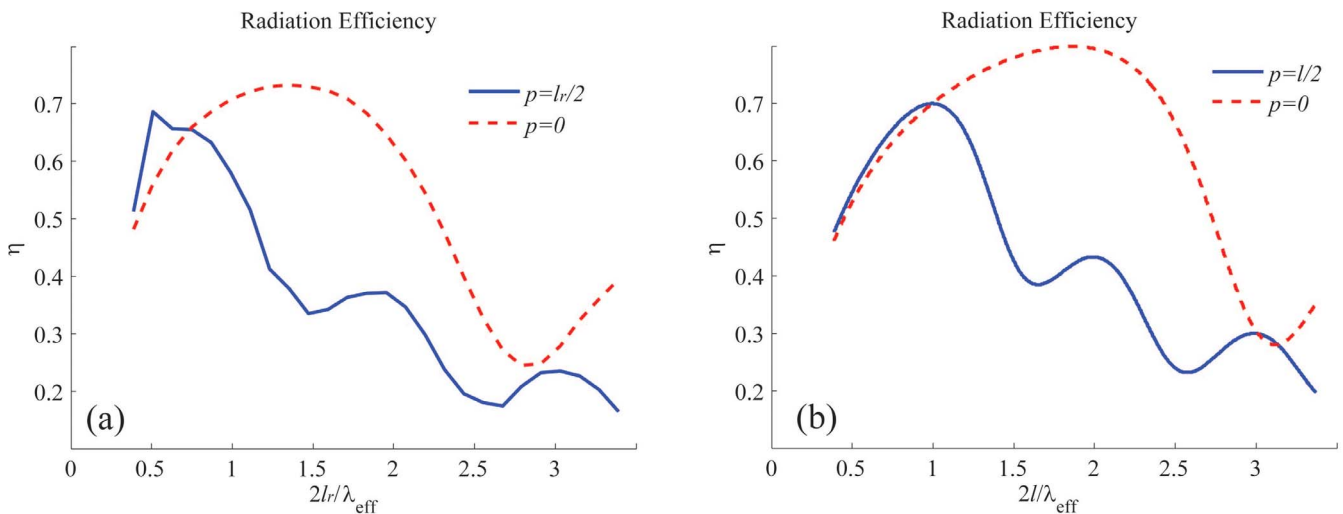 Radiation Efficiency
η
0.7
0.6
0.5
0.4
0.3
0.2
p=lr/2
p=0
(a)
0
0.5
1
1.5
2
2.5
3
2lr/λeff
Radiation Efficiency
η
0.7
0.6
0.5
0.4
0.3
0.2
p=l/2
p=0
(b)
0
0.5
1
1.5
2
2.5
3
2l/λeff